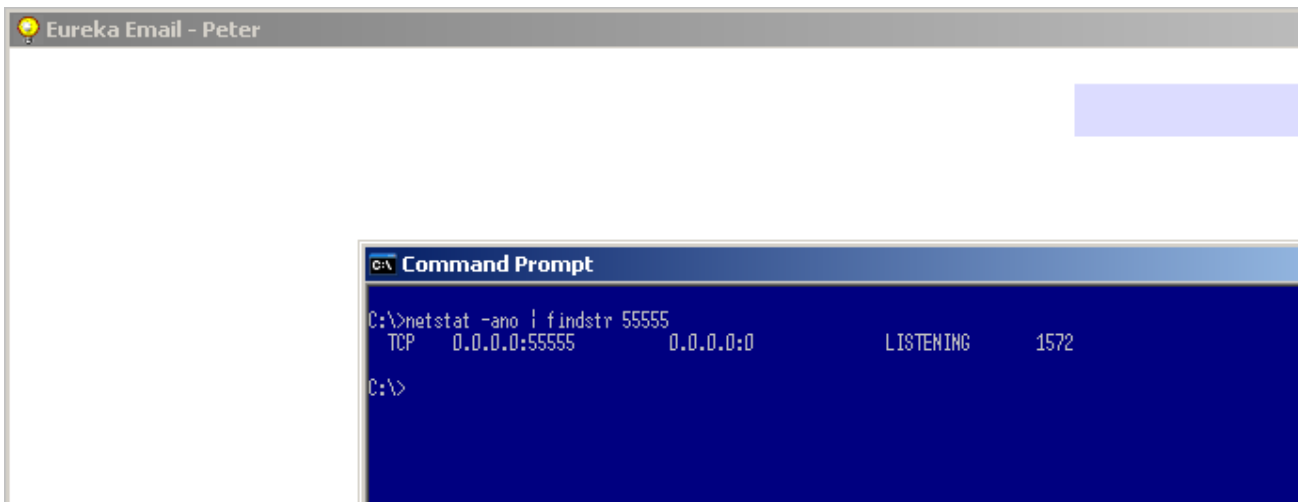 Eureka Email - Peter
C:\ Command Prompt
C:\>netstat -ano | findstr 55555
TCP 0.0.0.0:55555 0.0.0.0:0 LISTENING 1572
C:\>